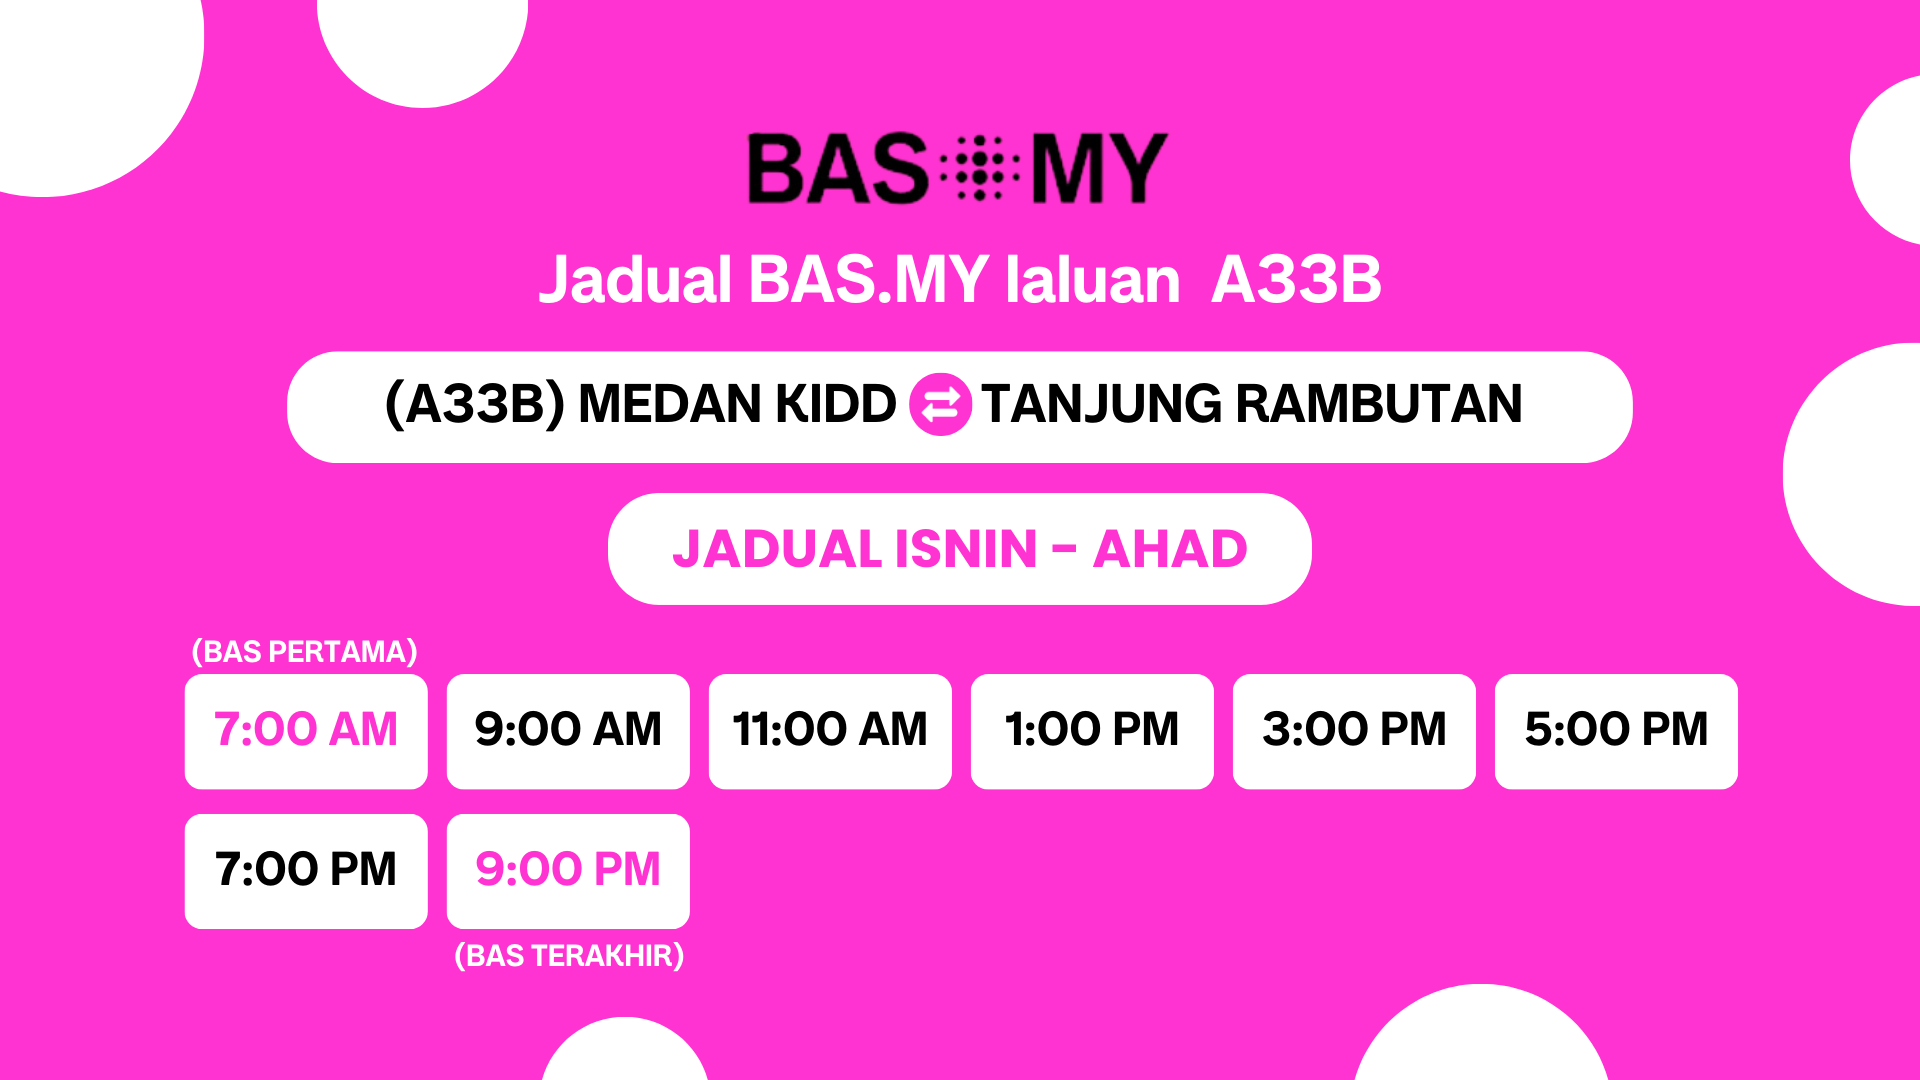 BAS MY
Jadual BAS.MY laluan A33B
(A33B) MEDAN KIDD TANJUNG RAMBUTAN
JADUAL ISNIN - AHAD
(BAS PERTAMA)
7:00 AM 9:00 AM 11:00 AM 1:00 PM 3:00 PM 5:00 PM
7:00 PM 9:00 PM
(BAS TERAKHIR)